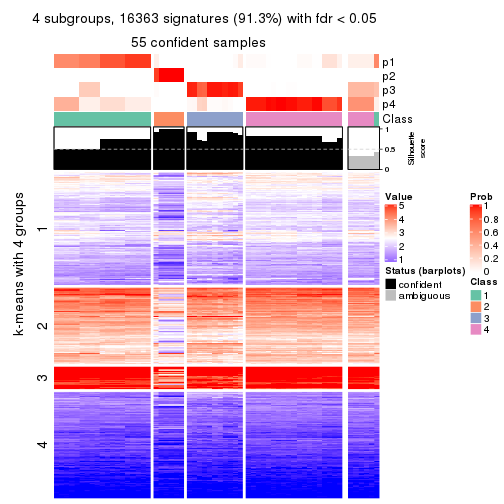 4 subgroups, 16363 signatures (91.3%) with fdr < 0.05
55 confident samples
p1
p2
p3
p4
Class
1
0.5
0
Silhouette
score
k-means with 4 groups
1
2
3
4
Value
5
4
3
2
1
Status (barplots)
confident
ambiguous
Prob
1
0.8
0.6
0.4
0.2
0
Class
1
2
3
4